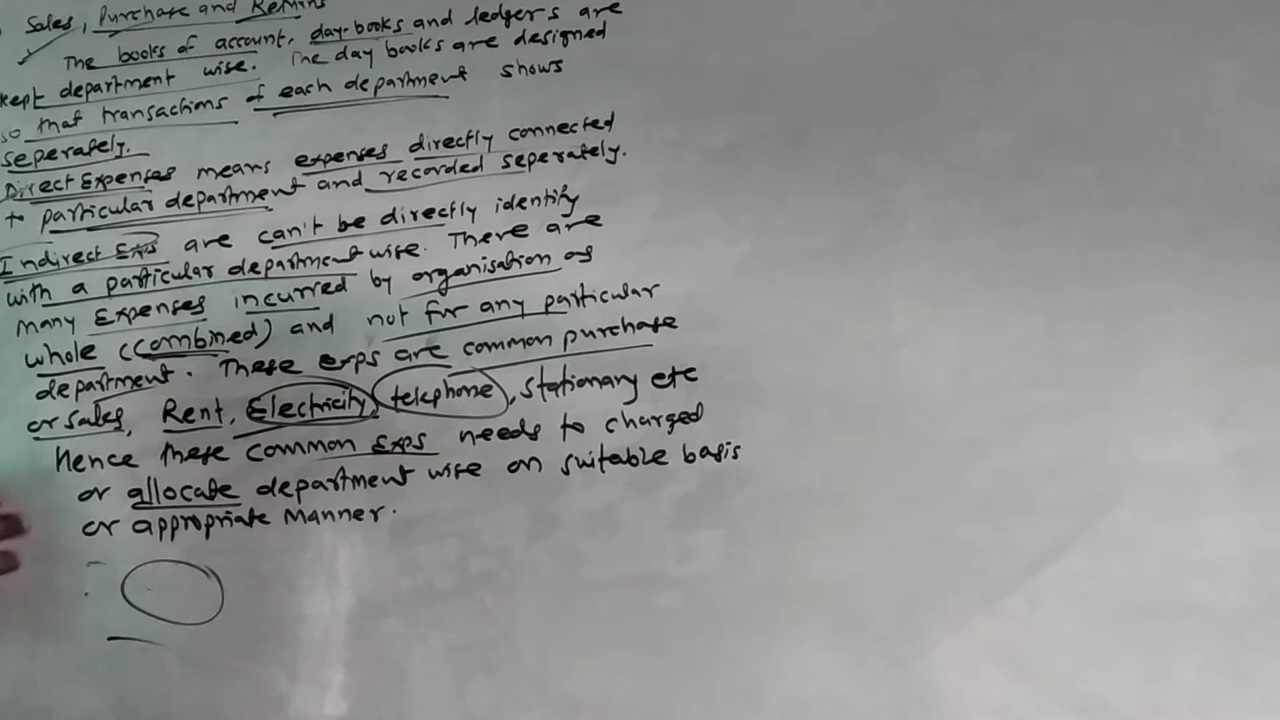 Sales, Purchase and Returns
The books of account, day-books and ledgers are
kept department wise. The day books are designed
so that transactions of each department shows
seperately.
Direct Expenses means expenses directly connected
to particular department and recorded seperately.
Indirect Exps are can't be directly identify
with a particular department wise. There are
many Expenses incurred by organisation as
whole (combined) and not for any particular
department. These exps are common purchase
or sales, Rent, Electricity, telephone, stationary etc
Hence these common Exps needs to charged
or allocate department wise on suitable basis
or appropriate manner.